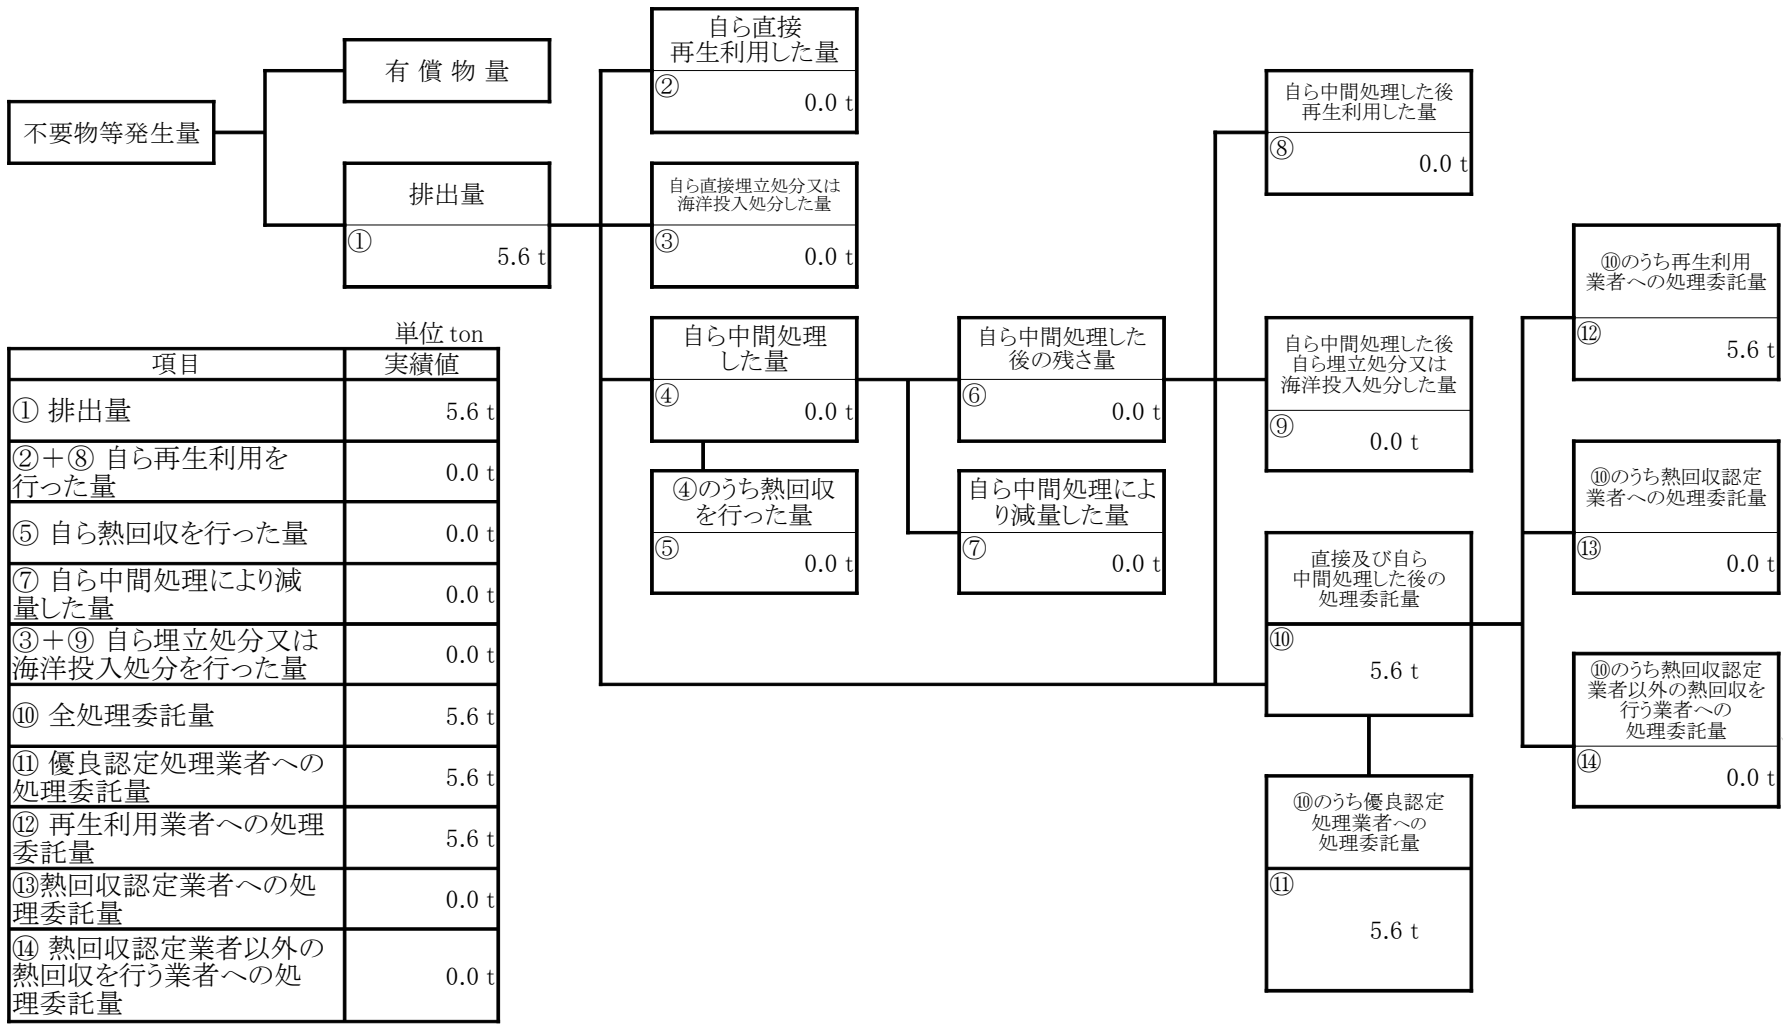 不要物等発生量
有 償 物 量
排出量
①
5.6 t
自ら直接
再生利用した量
②
0.0 t
自ら直接埋立処分又は
海洋投入処分した量
③
0.0 t
自ら中間処理
した量
④
0.0 t
④のうち熱回収
を行った量
⑤
0.0 t
自ら中間処理した
後の残さ量
⑥
0.0 t
自ら中間処理によ
り減量した量
⑦
0.0 t
自ら中間処理した後
再生利用した量
⑧
0.0 t
自ら中間処理した後
自ら埋立処分又は
海洋投入処分した量
⑨
0.0 t
直接及び自ら
中間処理した後の
処理委託量
⑩
5.6 t
⑩のうち優良認定
処理業者への
処理委託量
⑪
5.6 t
⑩のうち再生利用
業者への処理委託量
⑫
5.6 t
⑩のうち熱回収認定
業者への処理委託量
⑬
0.0 t
⑩のうち熱回収認定
業者以外の熱回収を
行う業者への
処理委託量
⑭
0.0 t
単位 ton
項目 実績値
① 排出量 5.6 t
②＋⑧ 自ら再生利用を
行った量 0.0 t
⑤ 自ら熱回収を行った量 0.0 t
⑦ 自ら中間処理により減
量した量 0.0 t
③＋⑨ 自ら埋立処分又は
海洋投入処分を行った量 0.0 t
⑩ 全処理委託量 5.6 t
⑪ 優良認定処理業者への
処理委託量 5.6 t
⑫ 再生利用業者への処理
委託量 5.6 t
⑬熱回収認定業者への処
理委託量 0.0 t
⑭ 熱回収認定業者以外の
熱回収を行う業者への処
理委託量 0.0 t